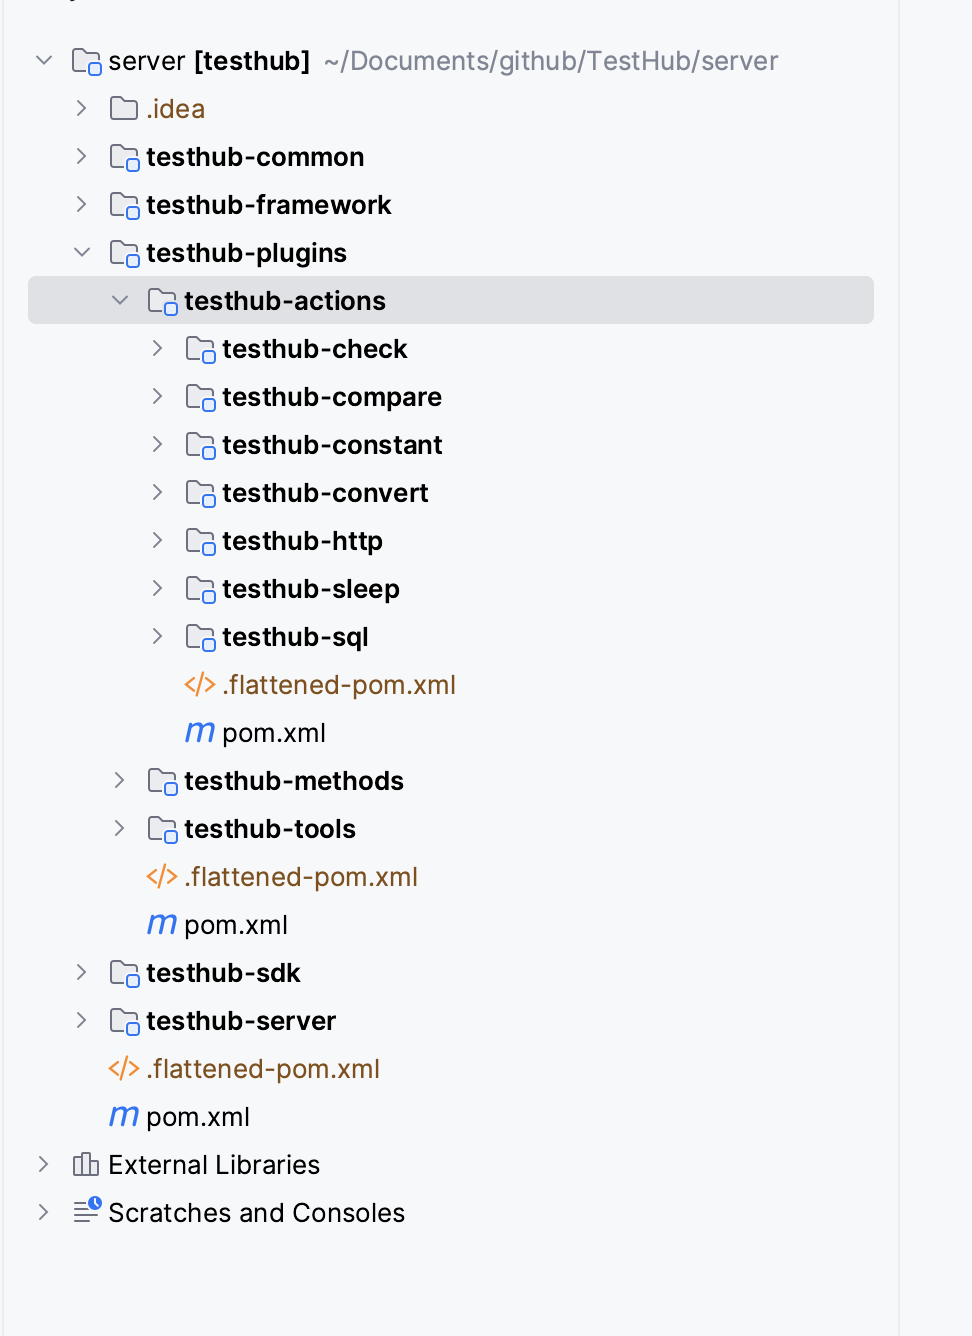 server [testhub] ~/Documents/github/TestHub/server
.idea
testhub-common
testhub-framework
testhub-plugins
testhub-actions
testhub-check
testhub-compare
testhub-constant
testhub-convert
testhub-http
testhub-sleep
testhub-sql
.flattened-pom.xml
pom.xml
testhub-methods
testhub-tools
.flattened-pom.xml
pom.xml
testhub-sdk
testhub-server
.flattened-pom.xml
pom.xml
External Libraries
Scratches and Consoles